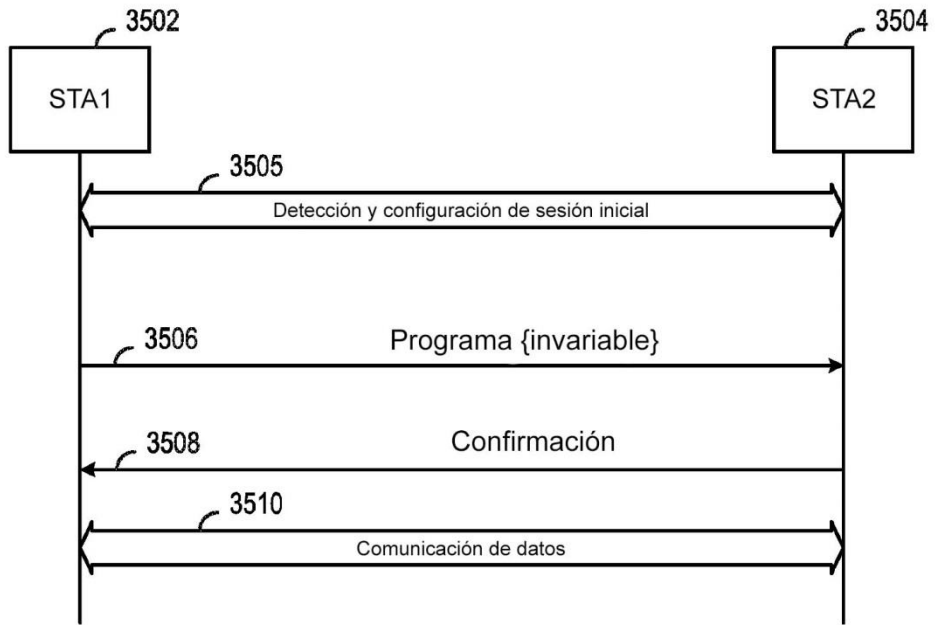 3502
3504
STA1
STA2
3505
Detección y configuración de sesión inicial
3506
Programa {invariable}
3508
Confirmación
3510
Comunicación de datos